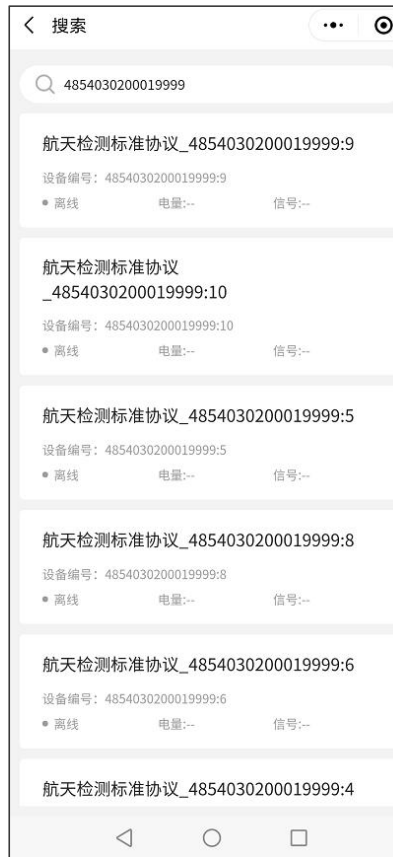 搜索
4854030200019999
航天检测标准协议_4854030200019999:9
设备编号：4854030200019999:9
离线 电量:-- 信号:--
航天检测标准协议
_4854030200019999:10
设备编号：4854030200019999:10
离线 电量:-- 信号:--
航天检测标准协议_4854030200019999:5
设备编号：4854030200019999:5
离线 电量:-- 信号:--
航天检测标准协议_4854030200019999:8
设备编号：4854030200019999:8
离线 电量:-- 信号:--
航天检测标准协议_4854030200019999:6
设备编号：4854030200019999:6
离线 电量:-- 信号:--
航天检测标准协议_4854030200019999:4